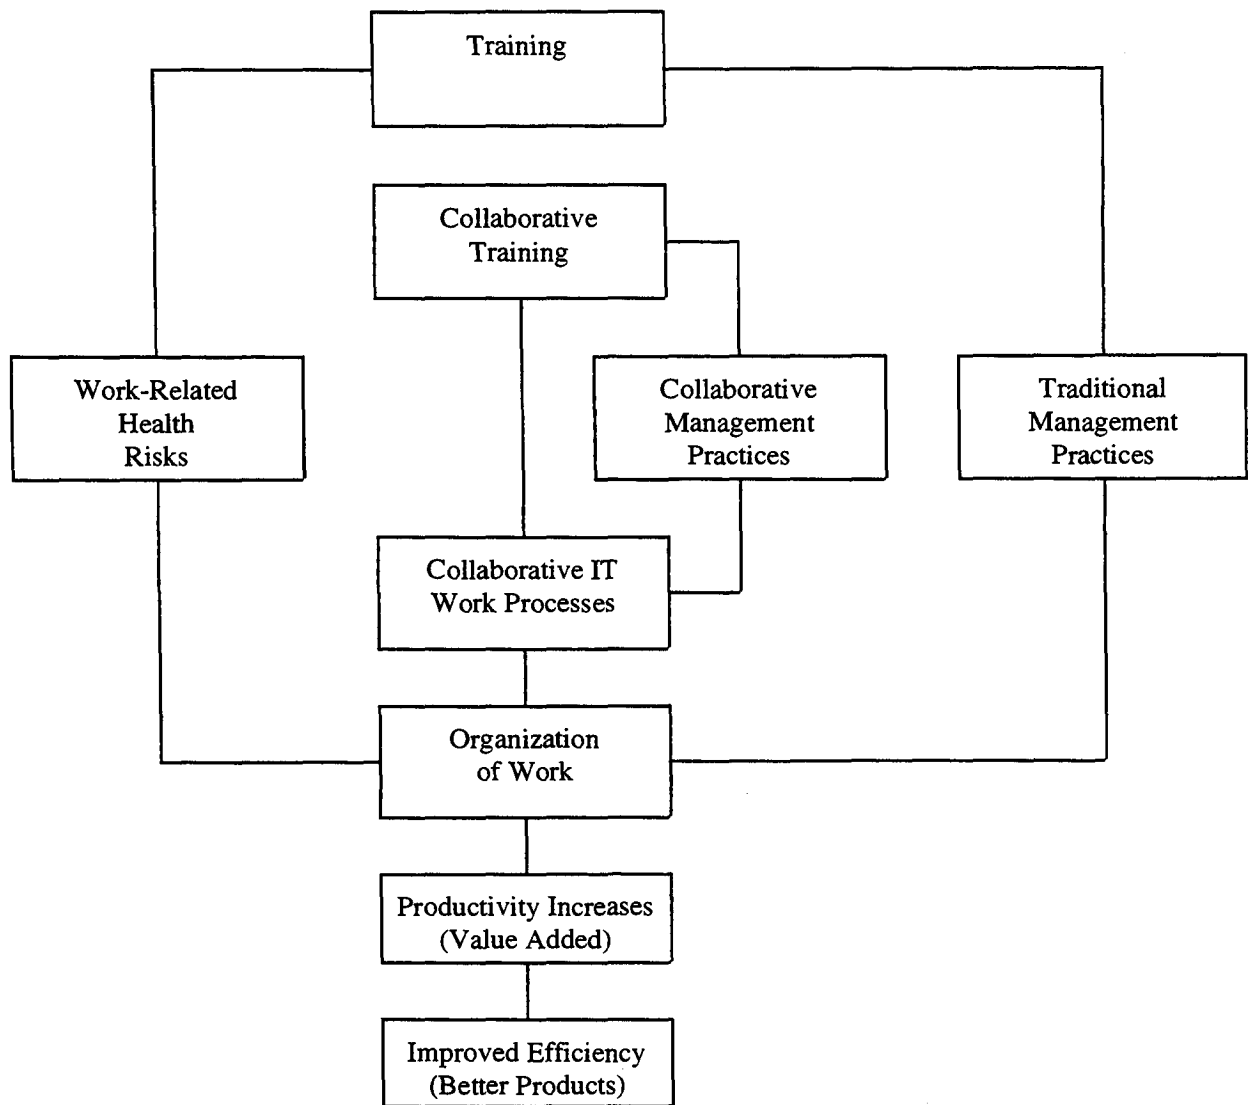 Training
Collaborative
Training
Work-Related
Health
Risks
Collaborative
Management
Practices
Traditional
Management
Practices
Collaborative IT
Work Processes
Organization
of Work
Productivity Increases
(Value Added)
Improved Efficiency
(Better Products)